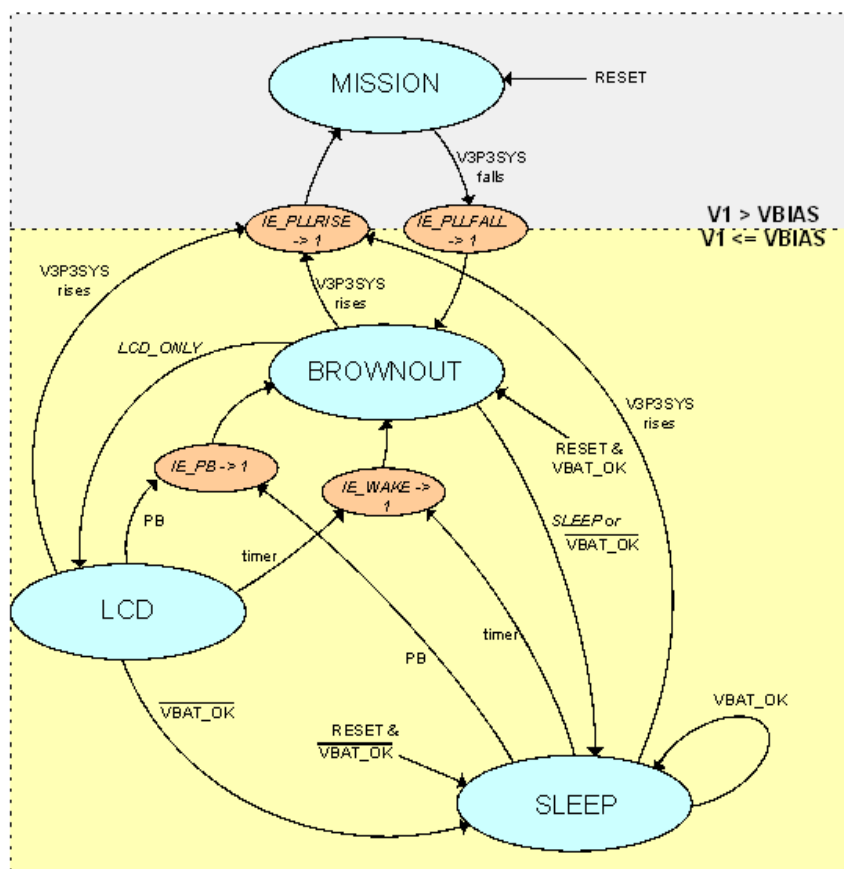 MISSION
RESET
V3P3SYS
falls
IE_PLLRISE
-> 1
IE_PLLFALL
-> 1
V1 > VBIAS
V1 <= VBIAS
V3P3SYS
rises
V3P3SYS
rises
LCD_ONLY
BROWNOUT
V3P3SYS
rises
RESET &
VBAT_OK
IE_PB -> 1
IE_WAKE ->
1
PB
timer
SLEEP or
VBAT_OK
LCD
timer
PB
VBAT_OK
RESET &
VBAT_OK
VBAT_OK
SLEEP